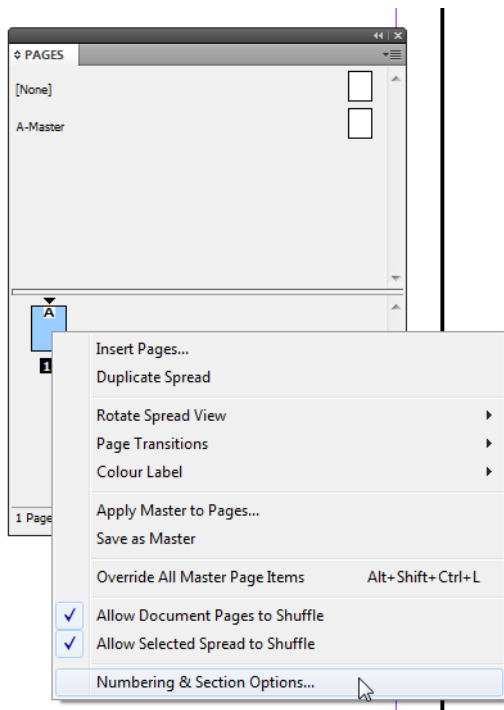 PAGES
[None]
A-Master
A
1
Insert Pages...
Duplicate Spread
Rotate Spread View
Page Transitions
Colour Label
Apply Master to Pages...
Save as Master
1 Page
Override All Master Page Items Alt+Shift+Ctrl+L
Allow Document Pages to Shuffle
Allow Selected Spread to Shuffle
Numbering & Section Options...